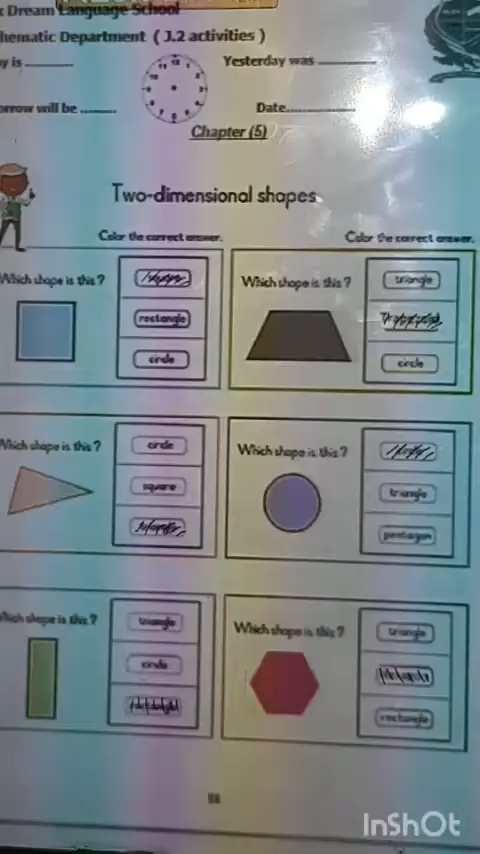 Dream Language School
hematic Department ( J.2 activities )
y is ........... Yesterday was ...............
orrow will be ......... Date...................
Chapter (5)
Two-dimensional shapes
Color the correct answer. Color the correct answer.
Which shape is this?
rectangle
circle
Which shape is this?
triangle
circle
Which shape is this?
circle
square
Which shape is this?
triangle
pentagon
Which shape is this?
triangle
circle
Which shape is this?
triangle
rectangle
InShOt